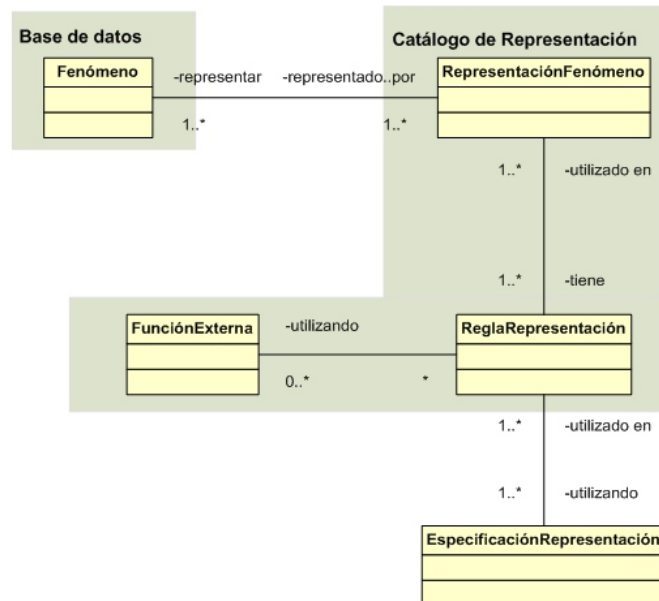 Base de datos
Catálogo de Representación
Fenómeno
-representar
-representado..por
RepresentaciónFenómeno
1..*
1..*
1..*
-utilizado en
1..*
-tiene
FunciónExterna
-utilizando
ReglaRepresentación
0..*
*
1..*
-utilizado en
1..*
-utilizando
EspecificaciónRepresentación